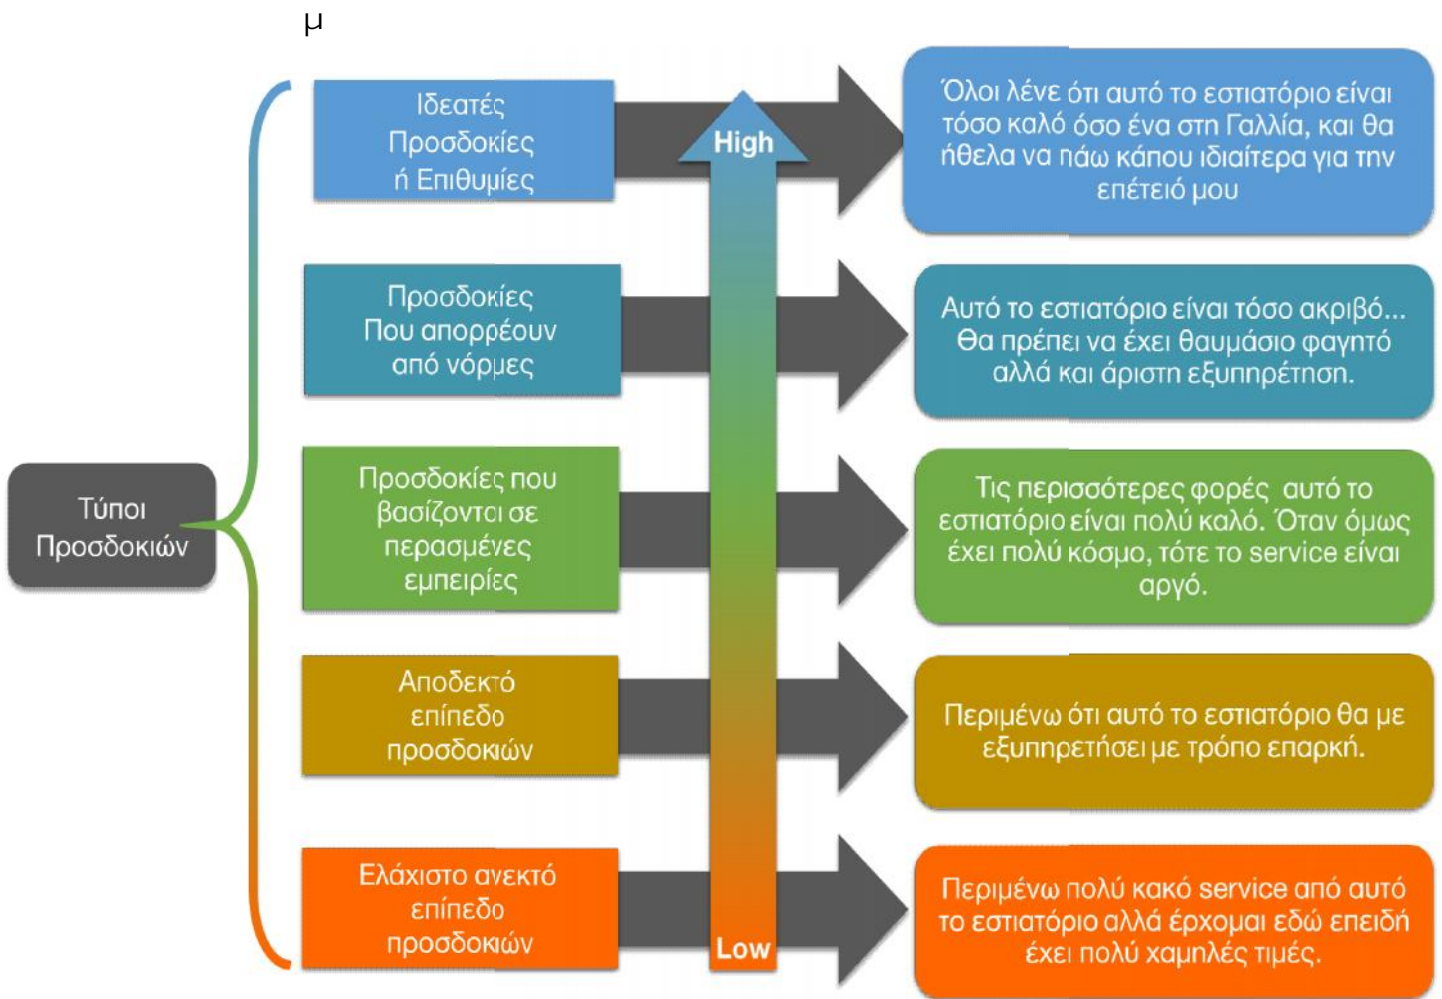 μ
Ιδεατές
Προσδοκίες
ή Επιθυμίες
High
Όλοι λένε ότι αυτό το εστιατόριο είναι
τόσο καλό όσο ένα στη Γαλλία, και θα
ήθελα να πάω κάπου ιδιαίτερα για την
επέτειό μου
Προσδοκίες
Που απορρέουν
από νόρμες
Αυτό το εστιατόριο είναι τόσο ακριβό...
Θα πρέπει να έχει θαυμάσιο φαγητό
αλλά και άριστη εξυπηρέτηση.
Τύποι
Προσδοκιών
Προσδοκίες που
βασίζονται σε
περασμένες
εμπειρίες
Τις περισσότερες φορές αυτό το
εστιατόριο είναι πολύ καλό. Όταν όμως
έχει πολύ κόσμο, τότε το service είναι
αργό.
Αποδεκτό
επίπεδο
προσδοκιών
Περιμένω ότι αυτό το εστιατόριο θα με
εξυπηρετήσει με τρόπο επαρκή.
Ελάχιστο ανεκτό
επίπεδο
προσδοκιών
Low
Περιμένω πολύ κακό service από αυτό
το εστιατόριο αλλά έρχομαι εδώ επειδή
έχει πολύ χαμηλές τιμές.